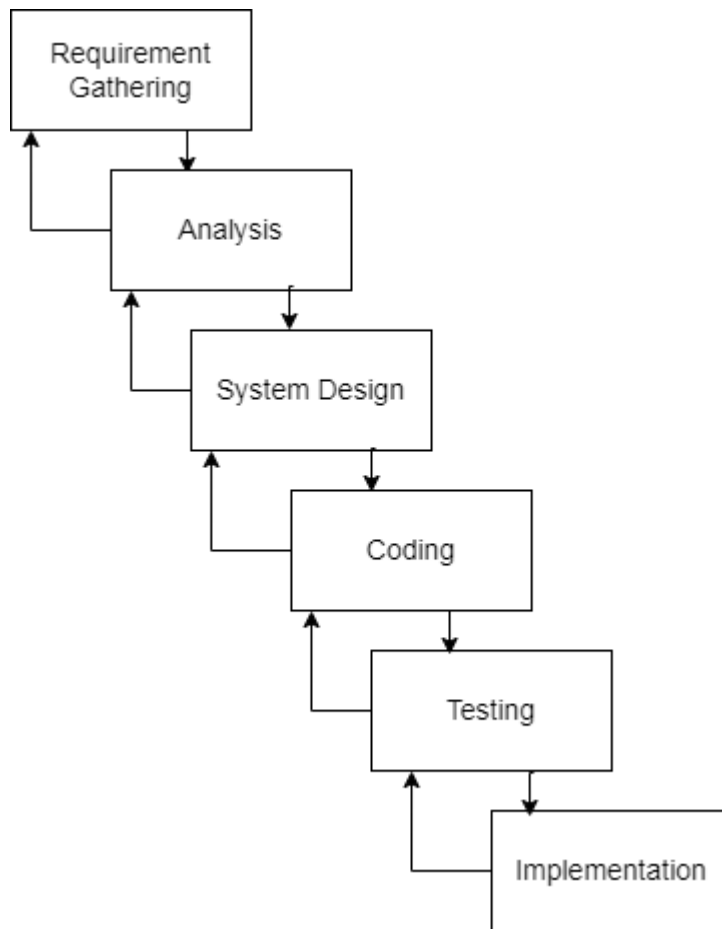 Requirement
Gathering
Analysis
System Design
Coding
Testing
Implementation